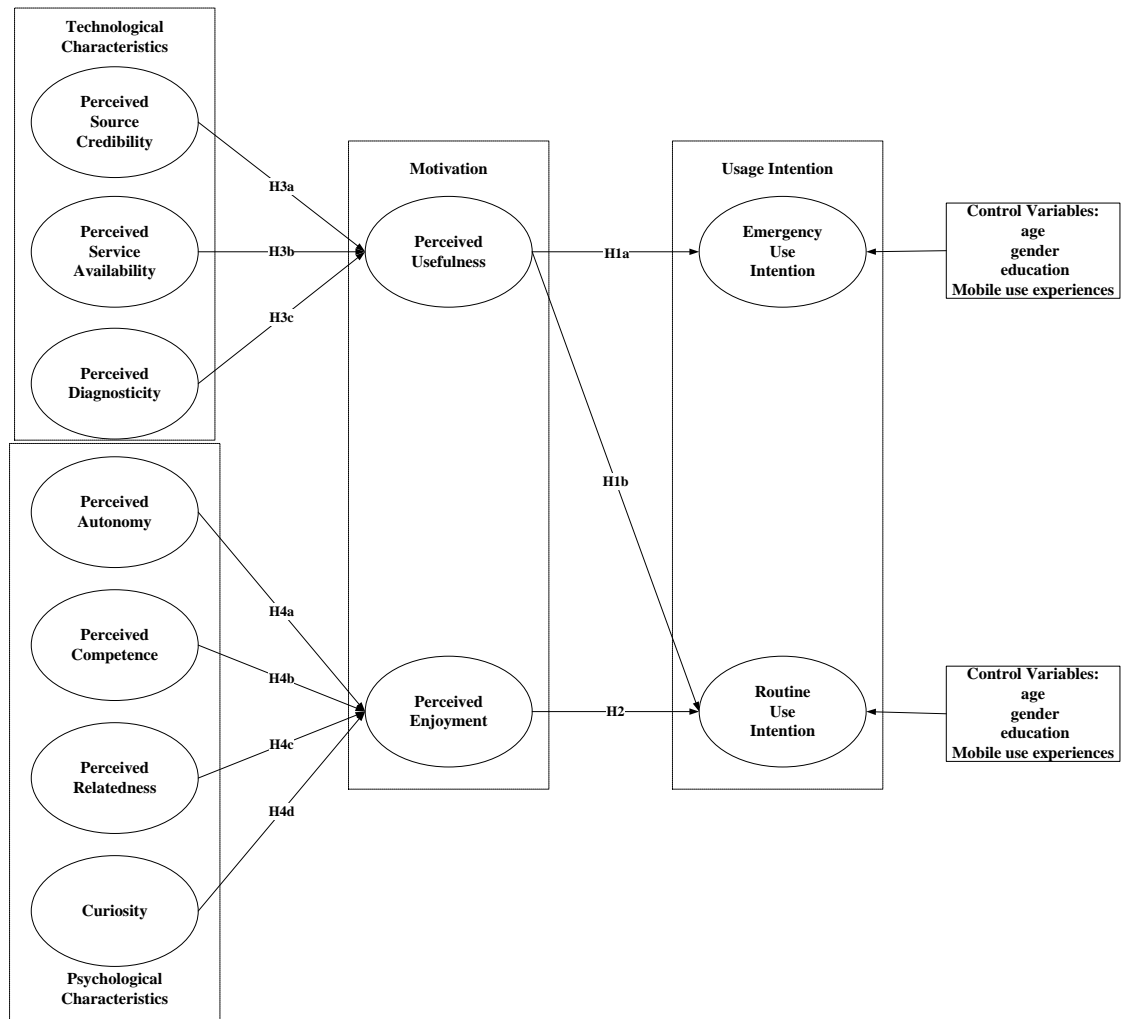 Technological
Characteristics
Perceived
Source
Credibility
Perceived
Service
Availability
Perceived
Diagnosticity
Perceived
Autonomy
Perceived
Competence
Perceived
Relatedness
Curiosity
Psychological
Characteristics
H3a
H3b
H3c
H4a
H4b
H4c
H4d
Motivation
Perceived
Usefulness
Perceived
Enjoyment
H1a
H1b
H2
Usage Intention
Emergency
Use
Intention
Routine
Use
Intention
Control Variables:
age
gender
education
Mobile use experiences
Control Variables:
age
gender
education
Mobile use experiences